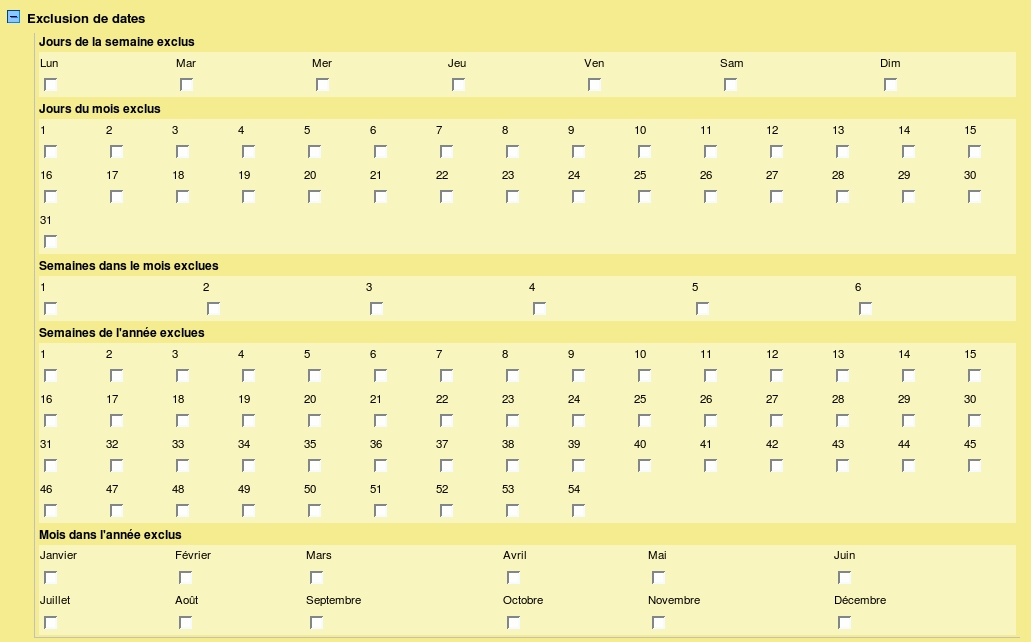 Exclusion de dates
Jours de la semaine exclus
Lun Mar Mer Jeu Ven Sam Dim
Jours du mois exclus
1 2 3 4 5 6 7 8 9 10 11 12 13 14 15
16 17 18 19 20 21 22 23 24 25 26 27 28 29 30
31
Semaines dans le mois exclues
1 2 3 4 5 6
Semaines de l'année exclues
1 2 3 4 5 6 7 8 9 10 11 12 13 14 15
16 17 18 19 20 21 22 23 24 25 26 27 28 29 30
31 32 33 34 35 36 37 38 39 40 41 42 43 44 45
46 47 48 49 50 51 52 53 54
Mois dans l'année exclus
Janvier Février Mars Avril Mai Juin
Juillet Août Septembre Octobre Novembre Décembre